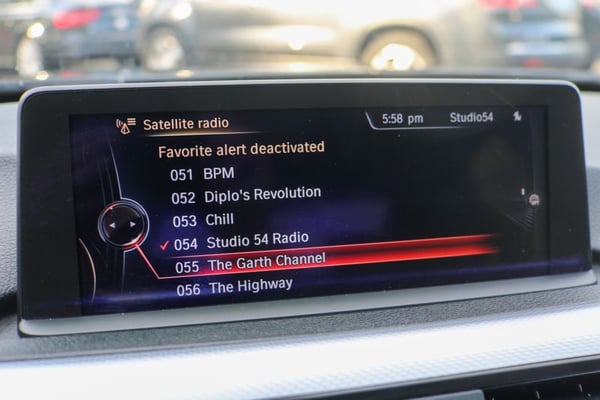 Satellite radio
5:58 pm
Studio54
Favorite alert deactivated
051 BPM
052 Diplo's Revolution
053 Chill
054 Studio 54 Radio
055 The Garth Channel
056 The Highway